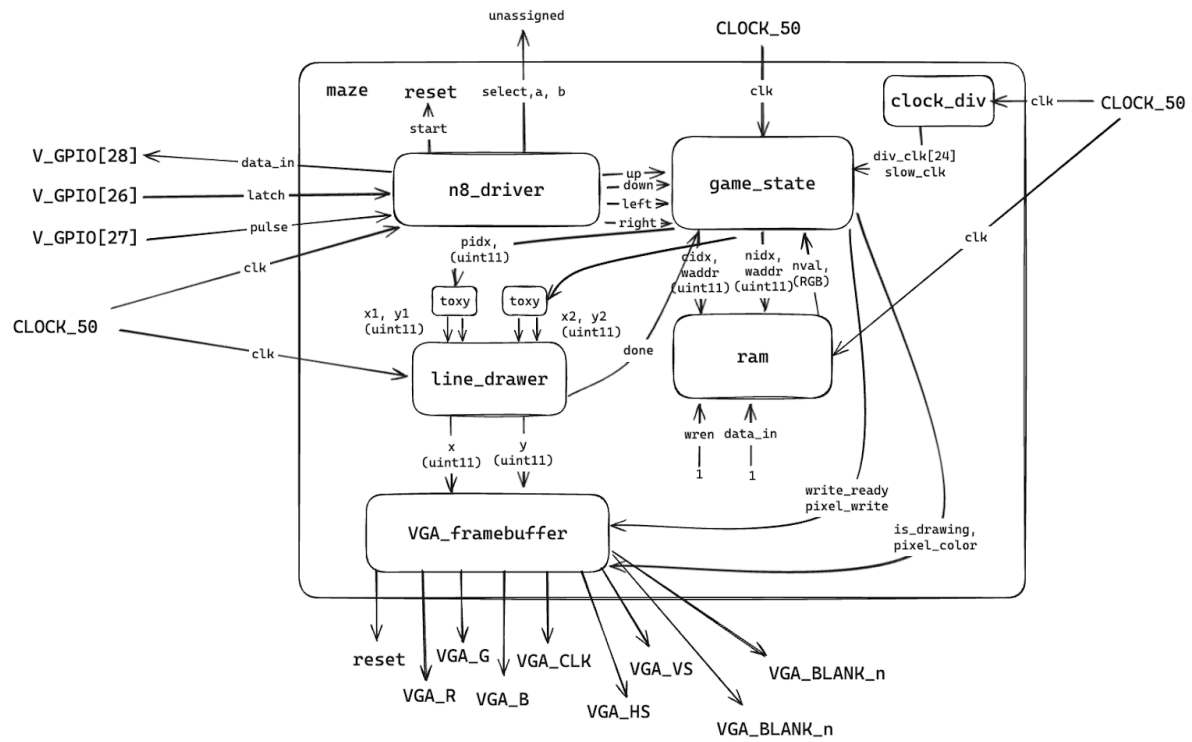 unassigned
CLOCK_50
maze
reset
select,a, b
clk
clock_div
clk
CLOCK_50
start
V_GPIO[28]
data_in
div_clk[24]
slow_clk
n8_driver
up
down
left
right
game_state
V_GPIO[26]
latch
V_GPIO[27]
pulse
pidx,
(uint11)
cidx,
waddr
(uint11)
nidx,
waddr
(uint11)
nval,
(RGB)
clk
clk
toxy
toxy
x1, y1
(uint11)
x2, y2
(uint11)
CLOCK_50
clk
done
ram
line_drawer
wren
data_in
x
(uint11)
y
(uint11)
1
1
write_ready
pixel_write
VGA_framebuffer
is_drawing,
pixel_color
reset
VGA_G
VGA_CLK
VGA_VS
VGA_BLANK_n
VGA_R
VGA_B
VGA_HS
VGA_BLANK_n